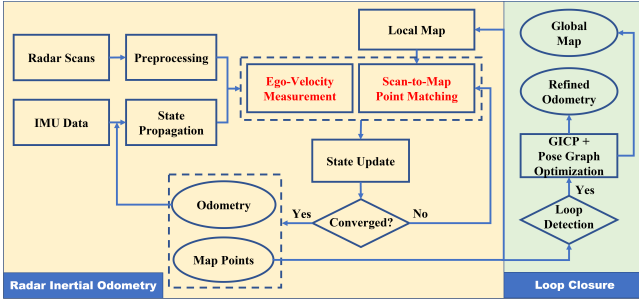 Radar Scans
Preprocessing
Local Map
Global
Map
Ego-Velocity
Measurement
Scan-to-Map
Point Matching
Refined
Odometry
IMU Data
State
Propagation
State Update
GICP +
Pose Graph
Optimization
Yes
Odometry
Yes
Converged?
No
Loop
Detection
Map Points
Radar Inertial Odometry
Loop Closure